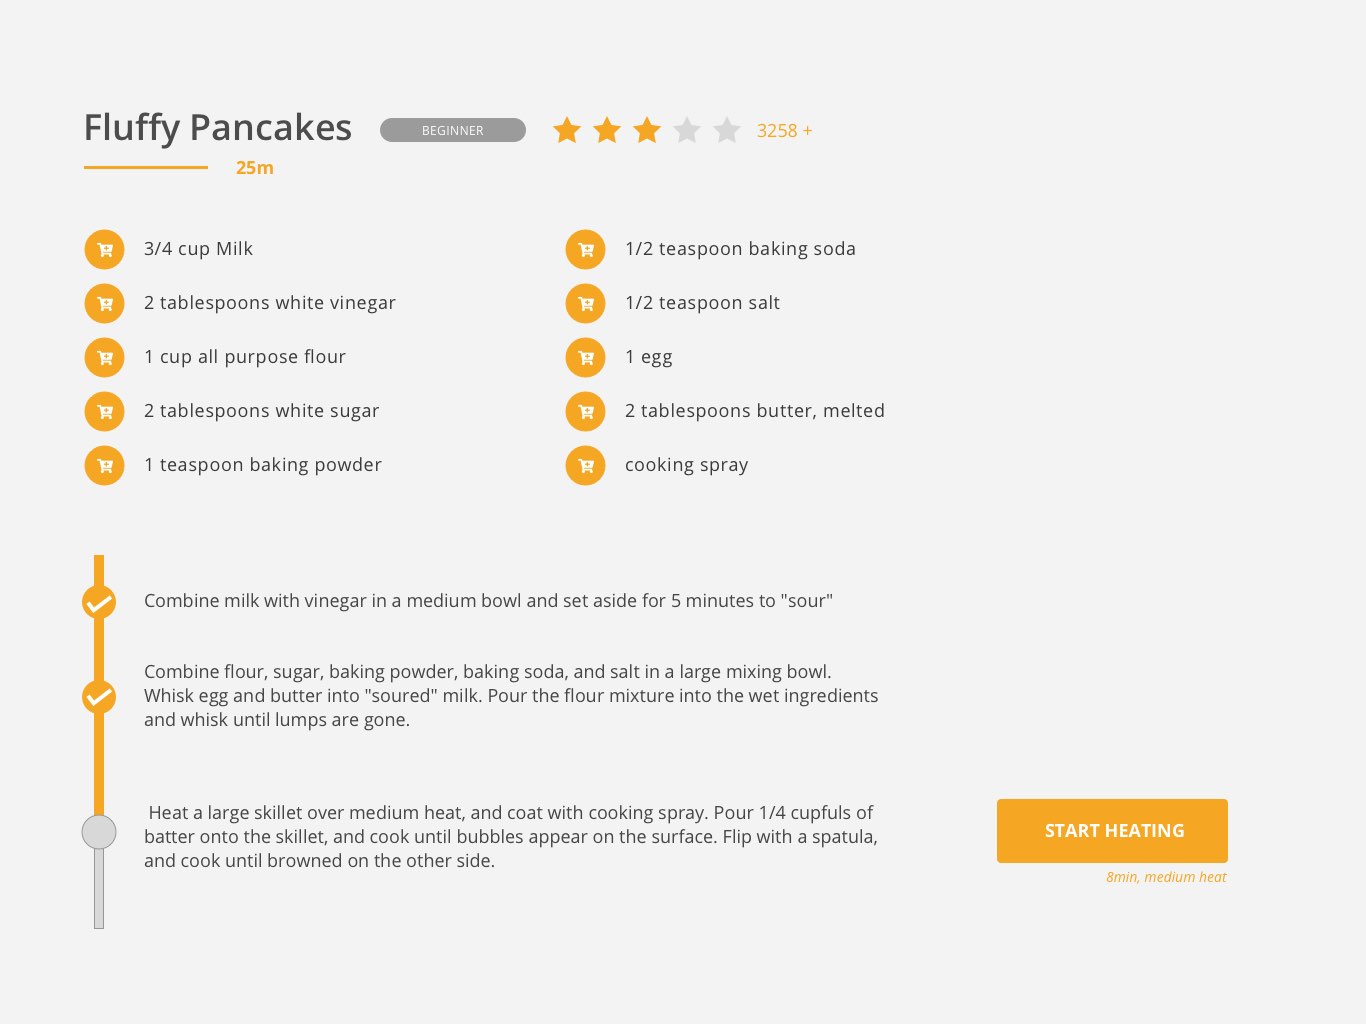 Fluffy Pancakes
BEGINNER
3258 +
25m
3/4 cup Milk
2 tablespoons white vinegar
1 cup all purpose flour
2 tablespoons white sugar
1 teaspoon baking powder
1/2 teaspoon baking soda
1/2 teaspoon salt
1 egg
2 tablespoons butter, melted
cooking spray
Combine milk with vinegar in a medium bowl and set aside for 5 minutes to "sour"
Combine flour, sugar, baking powder, baking soda, and salt in a large mixing bowl.
Whisk egg and butter into "soured" milk. Pour the flour mixture into the wet ingredients
and whisk until lumps are gone.
Heat a large skillet over medium heat, and coat with cooking spray. Pour 1/4 cupfuls of
batter onto the skillet, and cook until bubbles appear on the surface. Flip with a spatula,
and cook until browned on the other side.
START HEATING
8min, medium heat